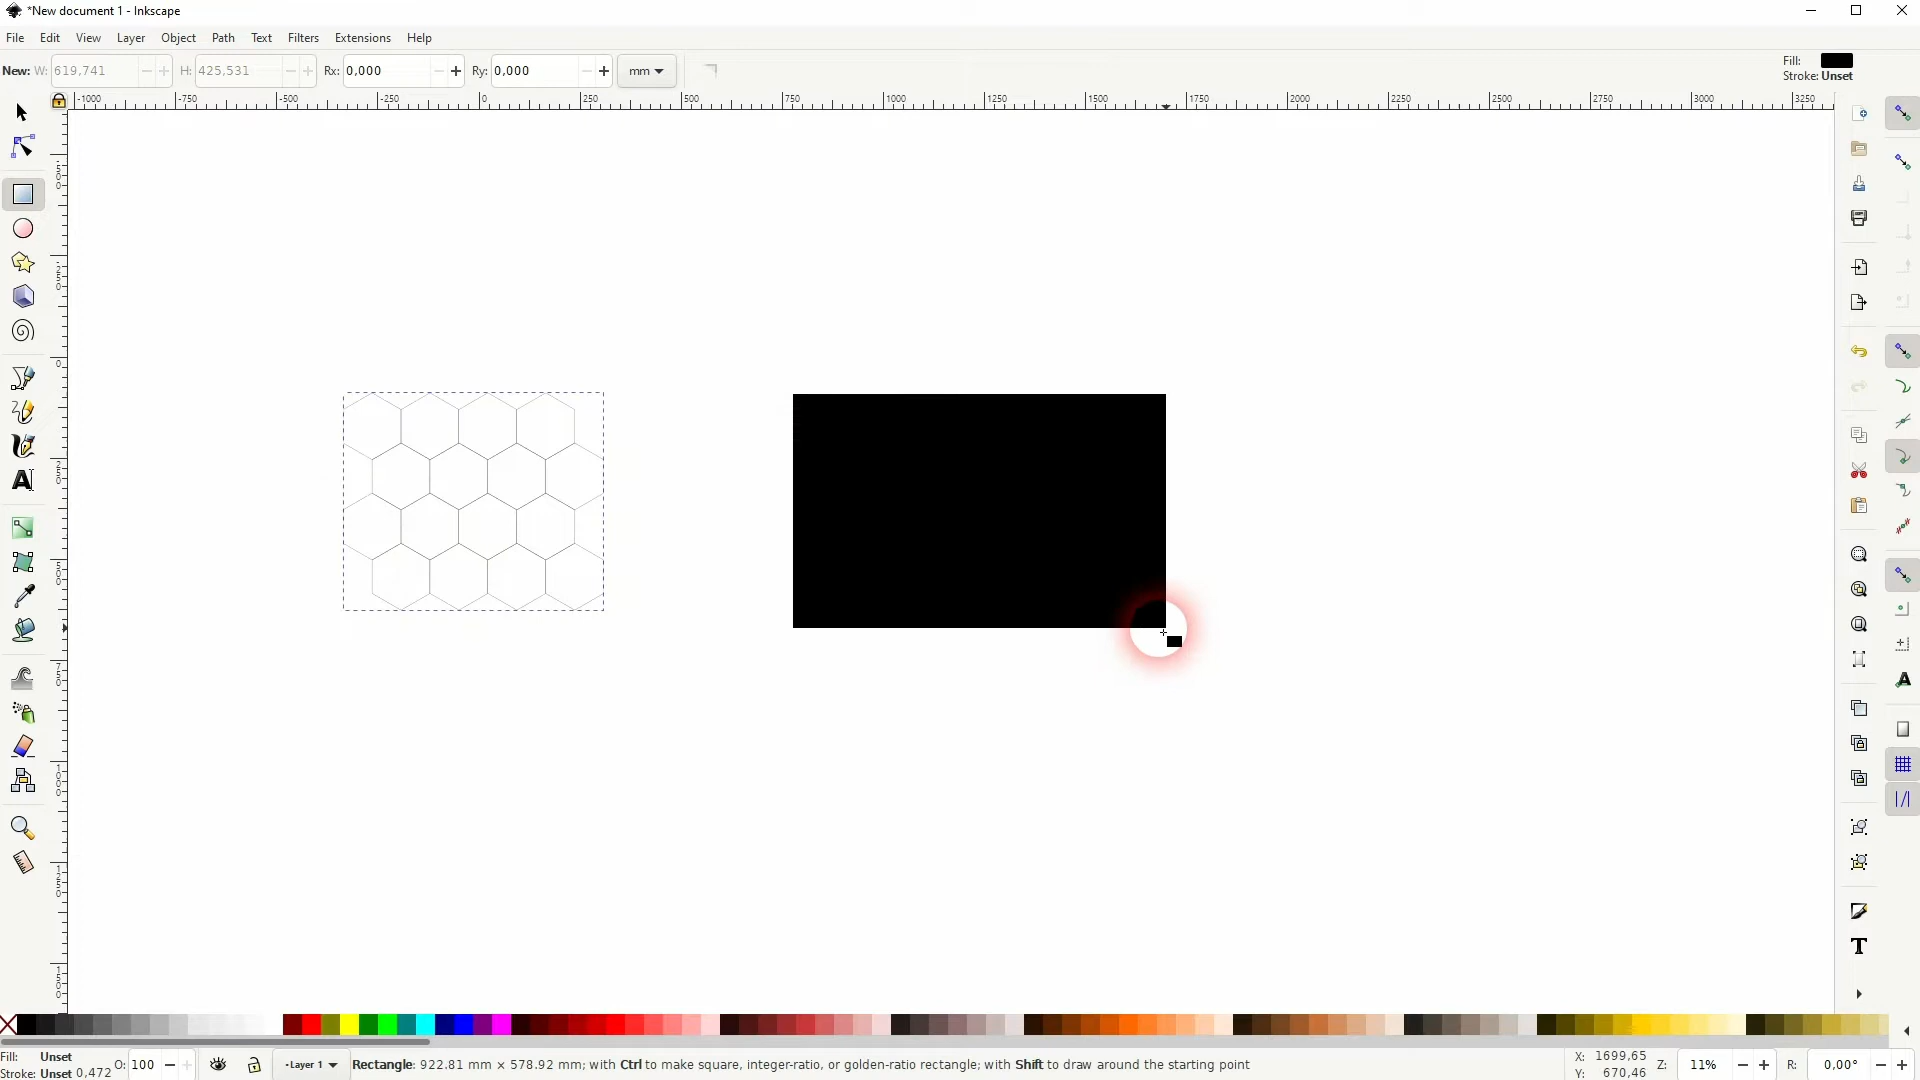 *New document 1 - Inkscape
File Edit View Layer Object Path Text Filters Extensions Help
New: W: 619,741 H: 425,531 Rx: 0,000 Ry: 0,000 mm
Fill:
Stroke: Unset
-1000 -750 -500 -250 0 250 500 750 1000 1250 1500 1750 2000 2250 2500 2750 3000 3250
Fill: Unset
Stroke: Unset 0,472
O: 100
-Layer 1
Rectangle: 922.81 mm × 578.92 mm; with Ctrl to make square, integer-ratio, or golden-ratio rectangle; with Shift to draw around the starting point
X: 1699,65
Y: 670,46
Z: 11%
R: 0,00°